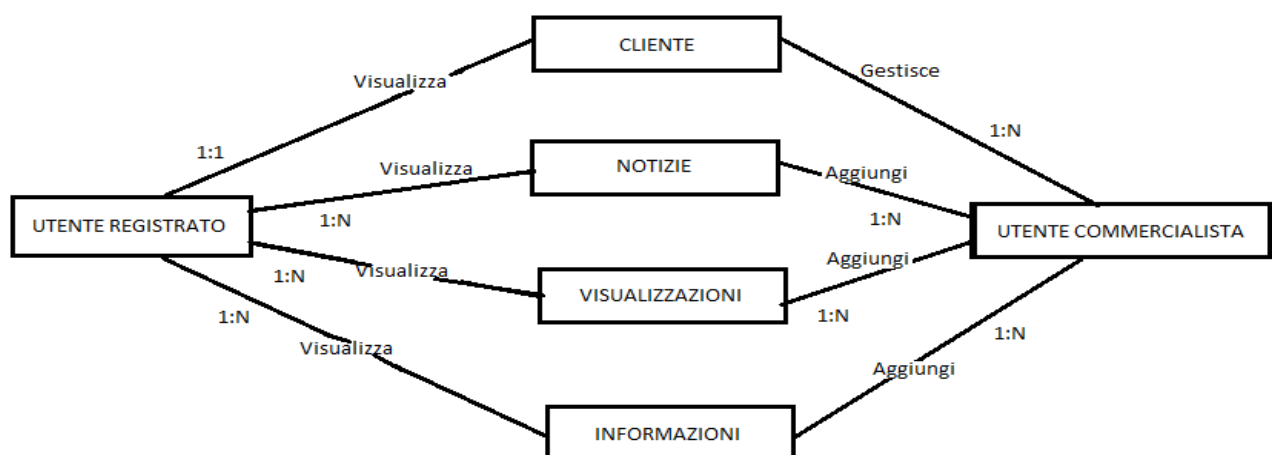 CLIENTE
Visualizza
Gestisce
1:1
1:N
Visualizza
NOTIZIE
Aggiungi
1:N
1:N
UTENTE REGISTRATO
UTENTE COMMERCIALISTA
1:N
Visualizza
Aggiungi
VISUALIZZAZIONI
1:N
1:N
1:N
Visualizza
Aggiungi
INFORMAZIONI